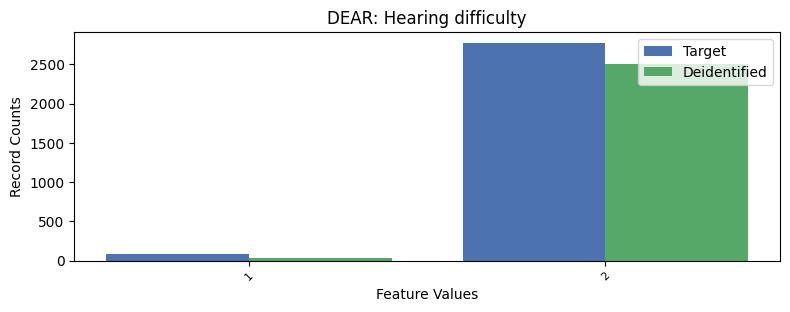 DEAR: Hearing difficulty
Target
Deidentified
Record Counts
2500
2000
1500
1000
500
0
1
2
Feature Values